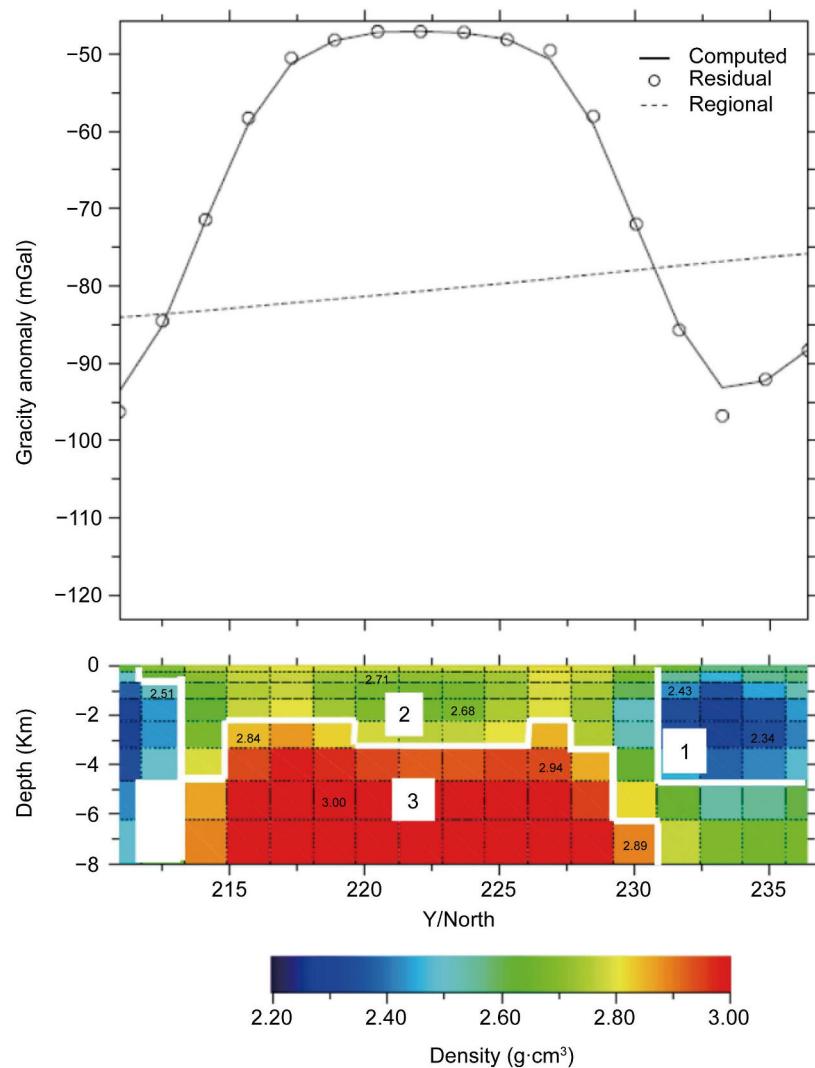 −50
−60
−70
−80
−90
−100
−110
−120
Gracity anomaly (mGal)
Computed
Residual
Regional
0
−2
−4
−6
−8
Depth (Km)
2.51
2.71
2.43
2.68
2
2.84
2.34
1
2.94
3.00
3
2.89
215 220 225 230 235
Y/North
2.20 2.40 2.60 2.80 3.00
Density (g·cm³)